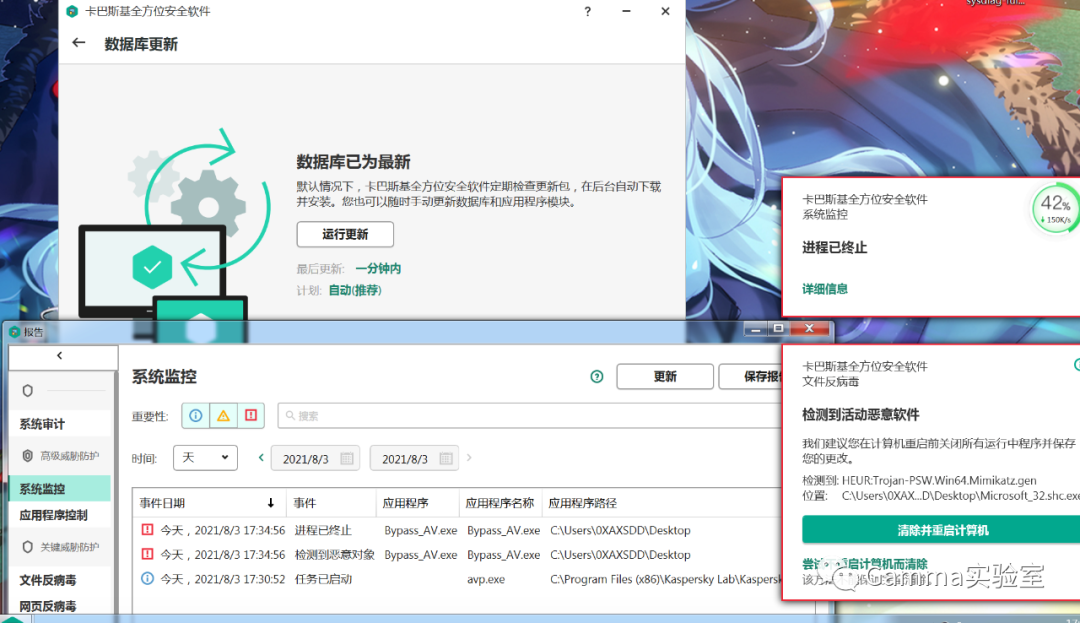 sysdiag-full...
卡巴斯基全方位安全软件
?
数据库更新
数据库已为最新
默认情况下，卡巴斯基全方位安全软件定期检查更新包，在后台自动下载
并安装。您也可以随时手动更新数据库和应用程序模块。
运行更新
最后更新: 一分钟内
计划: 自动(推荐)
卡巴斯基全方位安全软件
系统监控
42%
↓150K/s
进程已终止
详细信息
报告
系统审计
高级威胁防护
系统监控
应用程序控制
关键威胁防护
文件反病毒
网页反病毒
系统监控
? 更新 保存报
重要性:
搜索
时间: 天 2021/8/3 2021/8/3
事件日期 ↓ 事件 应用程序 应用程序名称 应用程序路径
今天，2021/8/3 17:34:56 进程已终止 Bypass_AV.exe Bypass_AV.exe C:\Users\0XAXSDD\Desktop
今天，2021/8/3 17:34:56 检测到恶意对象 Bypass_AV.exe Bypass_AV.exe C:\Users\0XAXSDD\Desktop
今天，2021/8/3 17:30:52 任务已启动 avp.exe C:\Program Files (x86)\Kaspersky Lab\Kaspersk
卡巴斯基全方位安全软件
文件反病毒
检测到活动恶意软件
我们建议您在计算机重启前关闭所有运行中程序并保存
您的更改。
检测到: HEUR:Trojan-PSW.Win64.Mimikatz.gen
位置: C:\Users\0XAX...D\Desktop\Microsoft_32.shc.exe
清除并重启计算机
重启计算机而清除
Gamma实验室